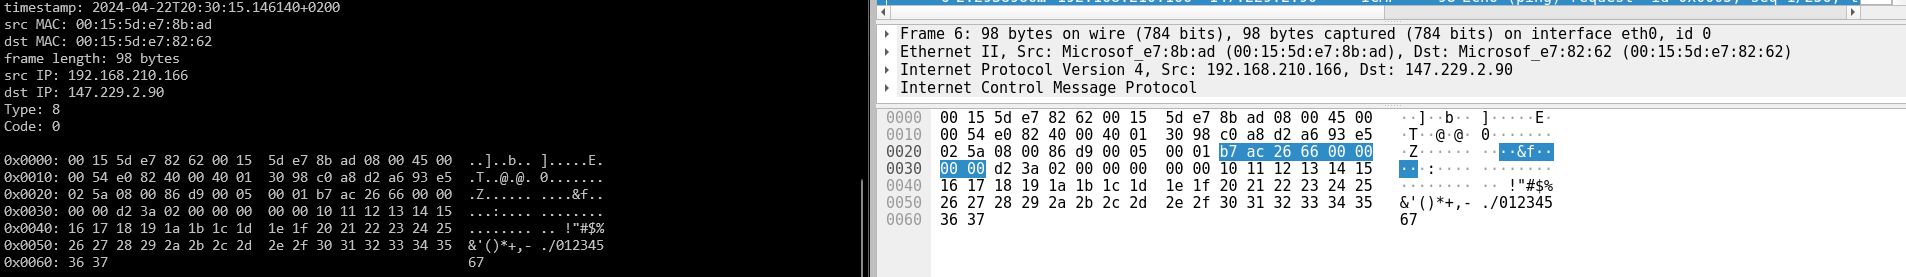 timestamp: 2024-04-22T20:30:15.146140+0200
src MAC: 00:15:5d:e7:8b:ad
dst MAC: 00:15:5d:e7:82:62
frame length: 98 bytes
src IP: 192.168.210.166
dst IP: 147.229.2.90
Type: 8
Code: 0
0x0000: 00 15 5d e7 82 62 00 15  5d e7 8b ad 08 00 45 00  ..]..b.. ].....E.
0x0010: 00 54 e0 82 40 00 40 01  30 98 c0 a8 d2 a6 93 e5  .T..@.@. 0.......
0x0020: 02 5a 08 00 86 d9 00 05  00 01 b7 ac 26 66 00 00  .Z...... ....&f..
0x0030: 00 00 d2 3a 02 00 00 00  00 00 10 11 12 13 14 15  ...:.... ........
0x0040: 16 17 18 19 1a 1b 1c 1d  1e 1f 20 21 22 23 24 25  ........ .. !"#$%
0x0050: 26 27 28 29 2a 2b 2c 2d  2e 2f 30 31 32 33 34 35  &'()*+,- ./012345
0x0060: 36 37  67
Frame 6: 98 bytes on wire (784 bits), 98 bytes captured (784 bits) on interface eth0, id 0
Ethernet II, Src: Microsof_e7:8b:ad (00:15:5d:e7:8b:ad), Dst: Microsof_e7:82:62 (00:15:5d:e7:82:62)
Internet Protocol Version 4, Src: 192.168.210.166, Dst: 147.229.2.90
Internet Control Message Protocol
0000  00 15 5d e7 82 62 00 15  5d e7 8b ad 08 00 45 00  ··]··b·· ]·····E·
0010  00 54 e0 82 40 00 40 01  30 98 c0 a8 d2 a6 93 e5  ·T··@·@· 0·······
0020  02 5a 08 00 86 d9 00 05  00 01 b7 ac 26 66 00 00  ·Z······ ····&f··
0030  00 00 d2 3a 02 00 00 00  00 00 10 11 12 13 14 15  ···:···· ········
0040  16 17 18 19 1a 1b 1c 1d  1e 1f 20 21 22 23 24 25  ········ ·· !"#$%
0050  26 27 28 29 2a 2b 2c 2d  2e 2f 30 31 32 33 34 35  &'()*+,- ./012345
0060  36 37  67